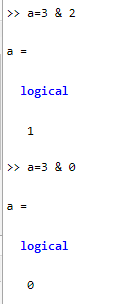 >> a=3 & 2
a =
logical
1
>> a=3 & 0
a =
logical
0